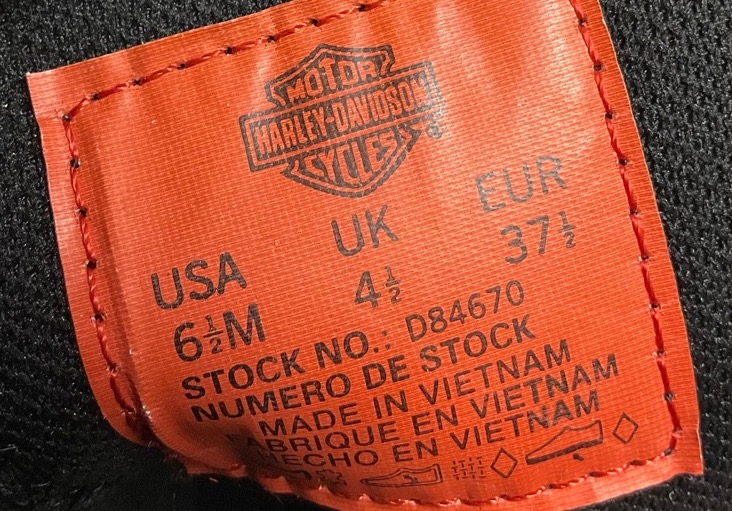 MOTOR
HARLEY-DAVIDSON
CYCLES
®
USA UK EUR
6½M 4½ 37½
STOCK NO.: D84670
NUMERO DE STOCK
MADE IN VIETNAM
FABRIQUE EN VIETNAM
HECHO EN VIETNAM